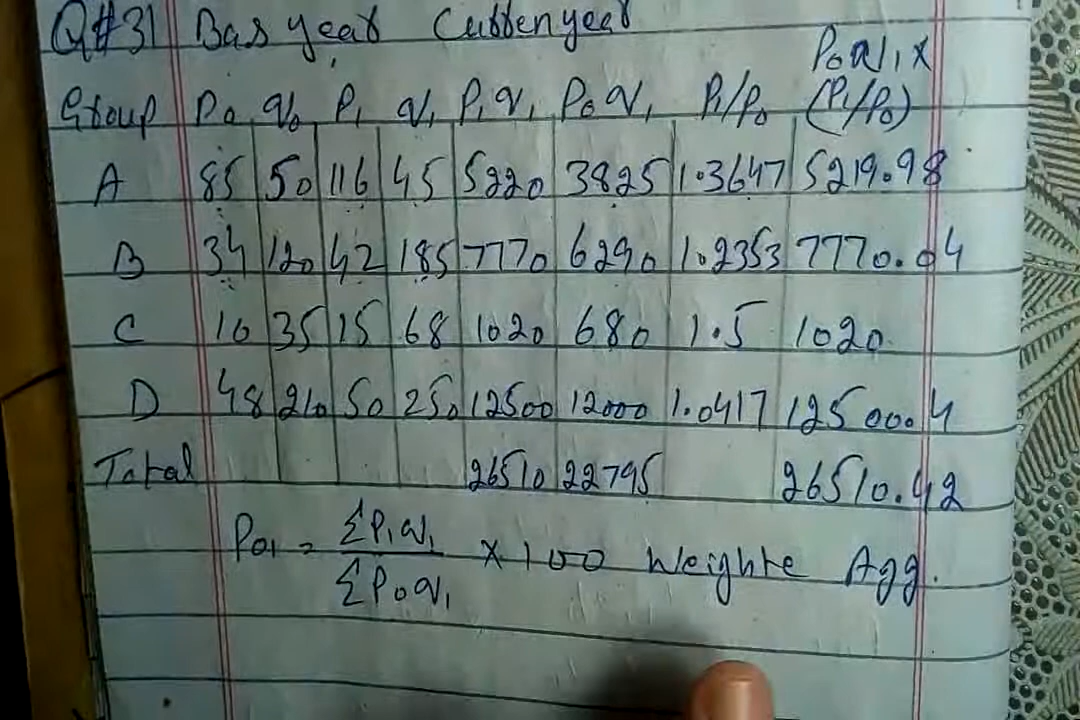 Q#31 Bas year Curren year
P₀q₁x
Group P₀ q₀ P₁ q₁ P₁q₁ P₀q₁ P₁/P₀ (P₁/P₀)
A 85 50 116 45 5220 3825 1.3647 5219.98
B 34 120 42 185 7770 6290 1.2353 7770.04
C 10 35 15 68 1020 680 1.5 1020
D 48 210 50 250 12500 12000 1.0417 12500.4
Total 26510 22795 26510.42
P₀₁ = ΣP₁q₁ / ΣP₀q₁ × 100 Weighte Agg.